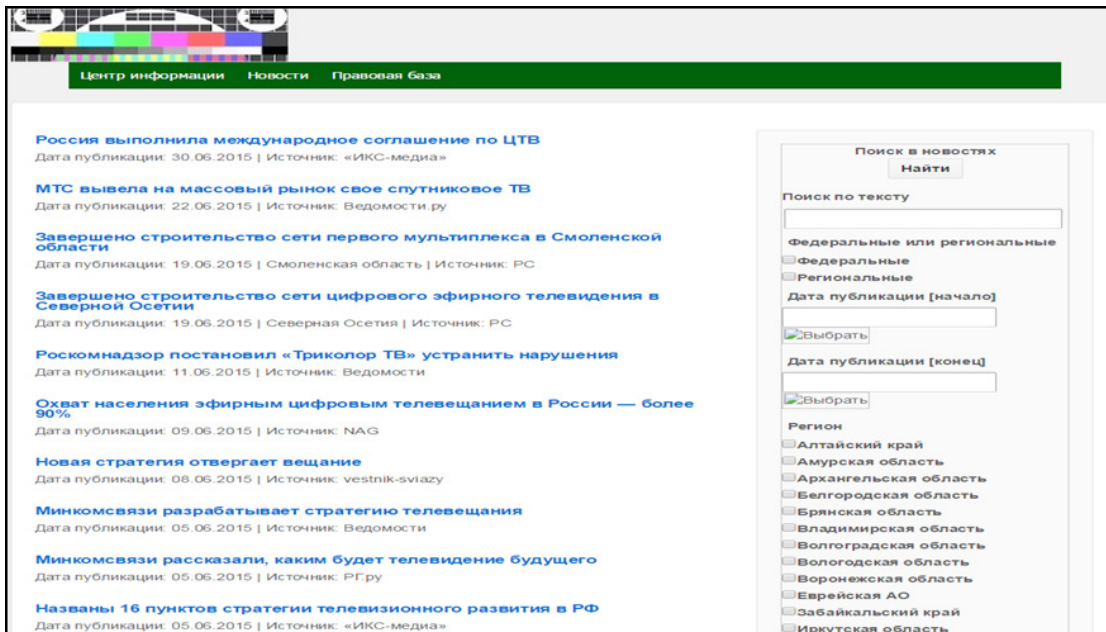 Центр информации Новости Правовая база
Россия выполнила международное соглашение по ЦТВ
Дата публикации: 30.06.2015 | Источник: «ИКС-медиа»
МТС вывела на массовый рынок свое спутниковое ТВ
Дата публикации: 22.06.2015 | Источник: Ведомости.ру
Завершено строительство сети первого мультиплекса в Смоленской
области
Дата публикации: 19.06.2015 | Смоленская область | Источник: РС
Завершено строительство сети цифрового эфирного телевидения в
Северной Осетии
Дата публикации: 19.06.2015 | Северная Осетия | Источник: РС
Роскомнадзор постановил «Триколор ТВ» устранить нарушения
Дата публикации: 11.06.2015 | Источник: Ведомости
Охват населения эфирным цифровым телевещанием в России — более
90%
Дата публикации: 09.06.2015 | Источник: NAG
Новая стратегия отвергает вещание
Дата публикации: 08.06.2015 | Источник: vestnik-sviazy
Минкомсвязи разрабатывает стратегию телевещания
Дата публикации: 05.06.2015 | Источник: Ведомости
Минкомсвязи рассказали, каким будет телевидение будущего
Дата публикации: 05.06.2015 | Источник: РГ.ру
Названы 16 пунктов стратегии телевизионного развития в РФ
Дата публикации: 05.06.2015 | Источник: «ИКС-медиа»
Поиск в новостях
Найти
Поиск по тексту
Федеральные или региональные
Федеральные
Региональные
Дата публикации [начало]
Выбрать
Дата публикации [конец]
Выбрать
Регион
Алтайский край
Амурская область
Архангельская область
Белгородская область
Брянская область
Владимирская область
Волгоградская область
Вологодская область
Воронежская область
Еврейская АО
Забайкальский край
Иркутская область